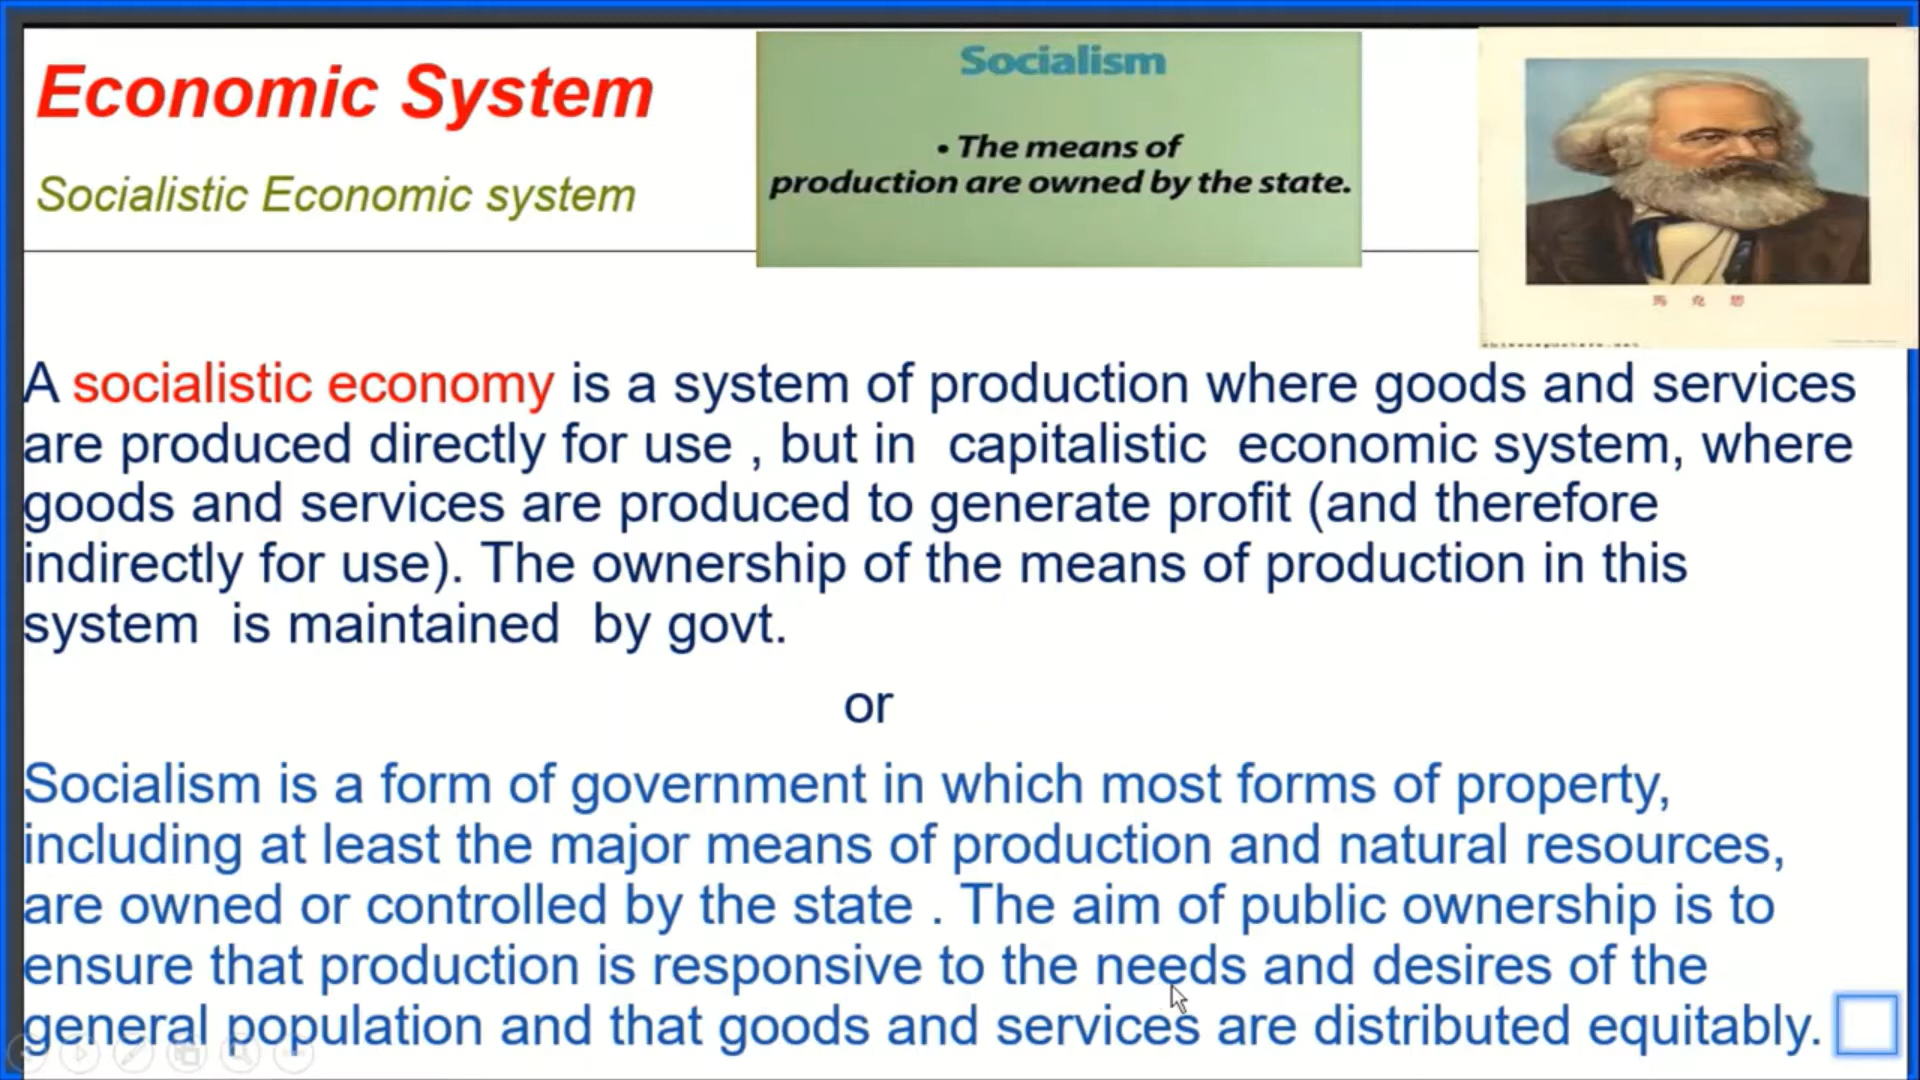 Economic System
Socialistic Economic system
Socialism
• The means of
production are owned by the state.
馬 克 思
A socialistic economy is a system of production where goods and services
are produced directly for use , but in capitalistic economic system, where
goods and services are produced to generate profit (and therefore
indirectly for use). The ownership of the means of production in this
system is maintained by govt.
or
Socialism is a form of government in which most forms of property,
including at least the major means of production and natural resources,
are owned or controlled by the state . The aim of public ownership is to
ensure that production is responsive to the needs and desires of the
general population and that goods and services are distributed equitably.